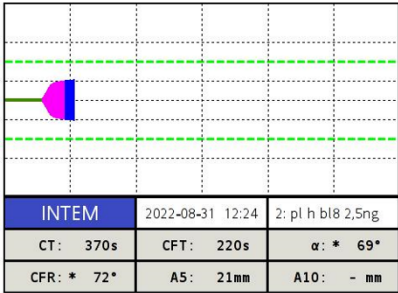 INTEM 2022-08-31 12:24 2: pl h bl8 2,5ng
CT: 370s CFT: 220s α: * 69°
CFR: * 72° A5: 21mm A10: - mm